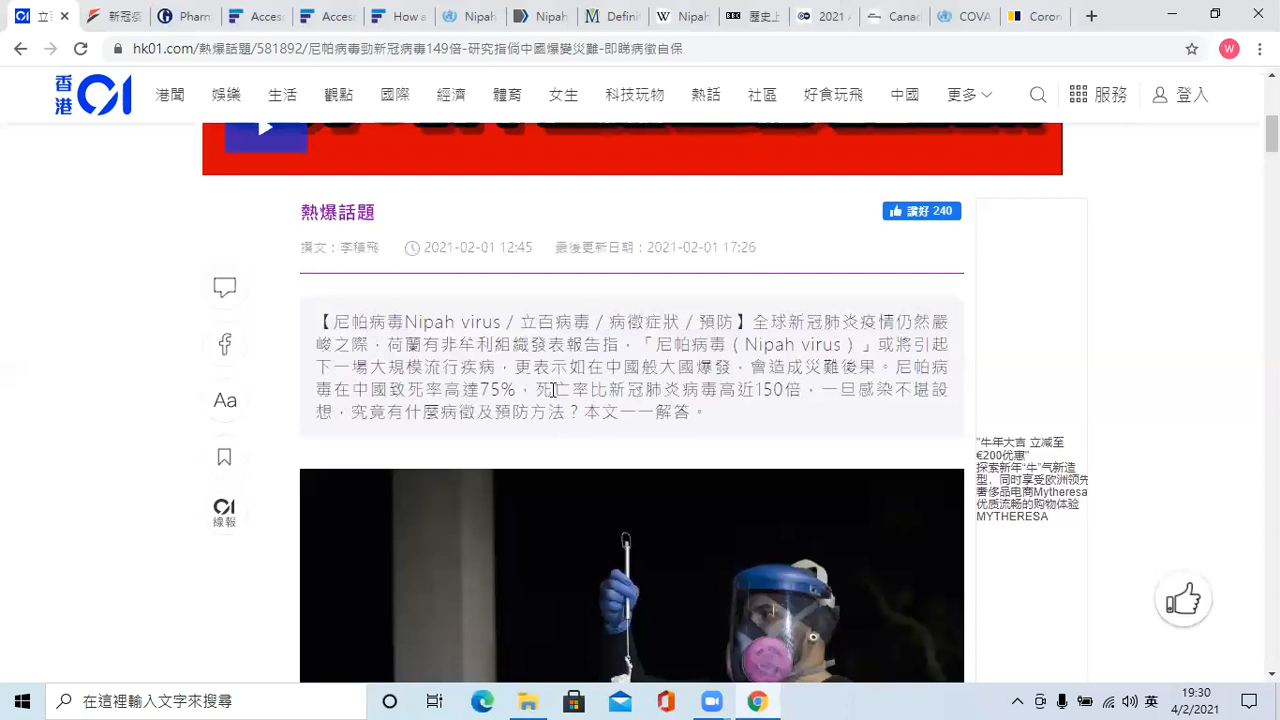 立
新冠
Pharm
Access
Access
How a
Nipah
Nipah
Defini
Nipah
歷史上
2021
Canad
COVA
Coron
hk01.com/熱爆話題/581892/尼帕病毒勁新冠病毒149倍-研究指倘中國爆變災難-即睇病徵自保
W
香港01
港聞
娛樂
生活
觀點
國際
經濟
體育
女生
科技玩物
熱話
社區
好食玩飛
中國
更多
服務
登入
熱爆話題
讚好 240
撰文：李穎飛
2021-02-01 12:45
最後更新日期：2021-02-01 17:26
【尼帕病毒Nipah virus／立百病毒／病徵症狀／預防】全球新冠肺炎疫情仍然嚴
峻之際，荷蘭有非牟利組織發表報告指，「尼帕病毒（Nipah virus）」或將引起
下一場大規模流行疾病，更表示如在中國般大國爆發，會造成災難後果。尼帕病
毒在中國致死率高達75%，死亡率比新冠肺炎病毒高近150倍，一旦感染不堪設
想，究竟有什麼病徵及預防方法？本文一一解答。
Aa
01
線報
"牛年大吉 立减至
€200优惠"
探索新年"牛"气新造
型，同时享受欧洲领先
奢侈品电商Mytheresa
优质流畅的购物体验
MYTHERESA
在這裡輸入文字來搜尋
英
19:30
4/2/2021